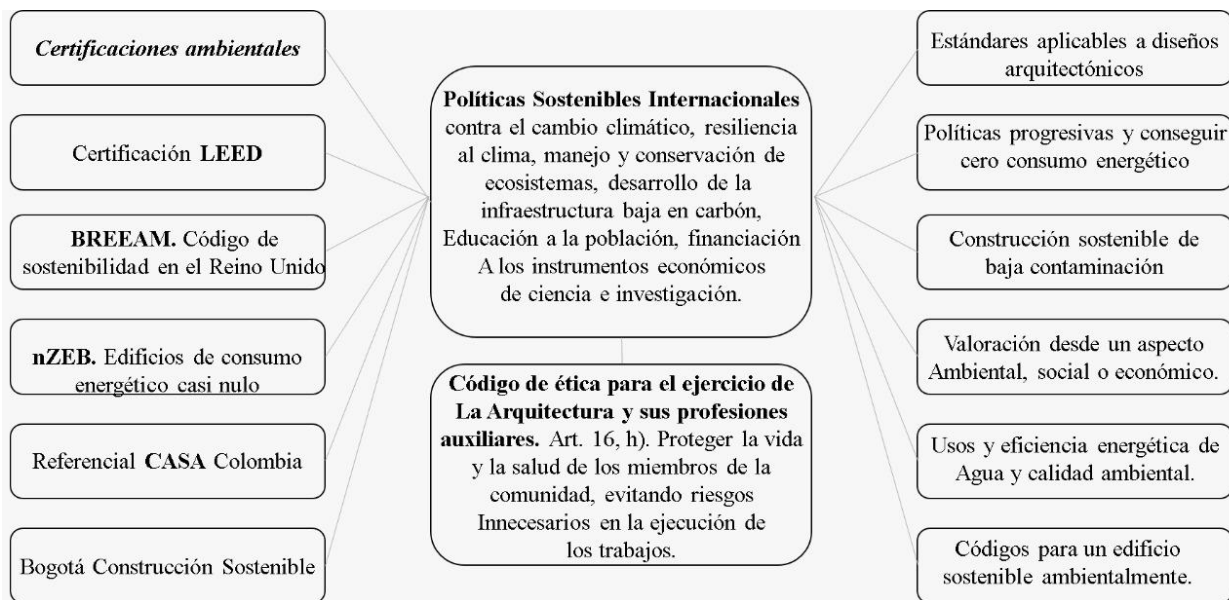 Certificaciones ambientales
Certificación LEED
BREEAM. Código de
sostenibilidad en el Reino Unido
nZEB. Edificios de consumo
energético casi nulo
Referencial CASA Colombia
Bogotá Construcción Sostenible
Políticas Sostenibles Internacionales
contra el cambio climático, resiliencia
al clima, manejo y conservación de
ecosistemas, desarrollo de la
infraestructura baja en carbón,
Educación a la población, financiación
A los instrumentos económicos
de ciencia e investigación.
Código de ética para el ejercicio de
La Arquitectura y sus profesiones
auxiliares. Art. 16, h). Proteger la vida
y la salud de los miembros de la
comunidad, evitando riesgos
Innecesarios en la ejecución de
los trabajos.
Estándares aplicables a diseños
arquitectónicos
Políticas progresivas y conseguir
cero consumo energético
Construcción sostenible de
baja contaminación
Valoración desde un aspecto
Ambiental, social o económico.
Usos y eficiencia energética de
Agua y calidad ambiental.
Códigos para un edificio
sostenible ambientalmente.